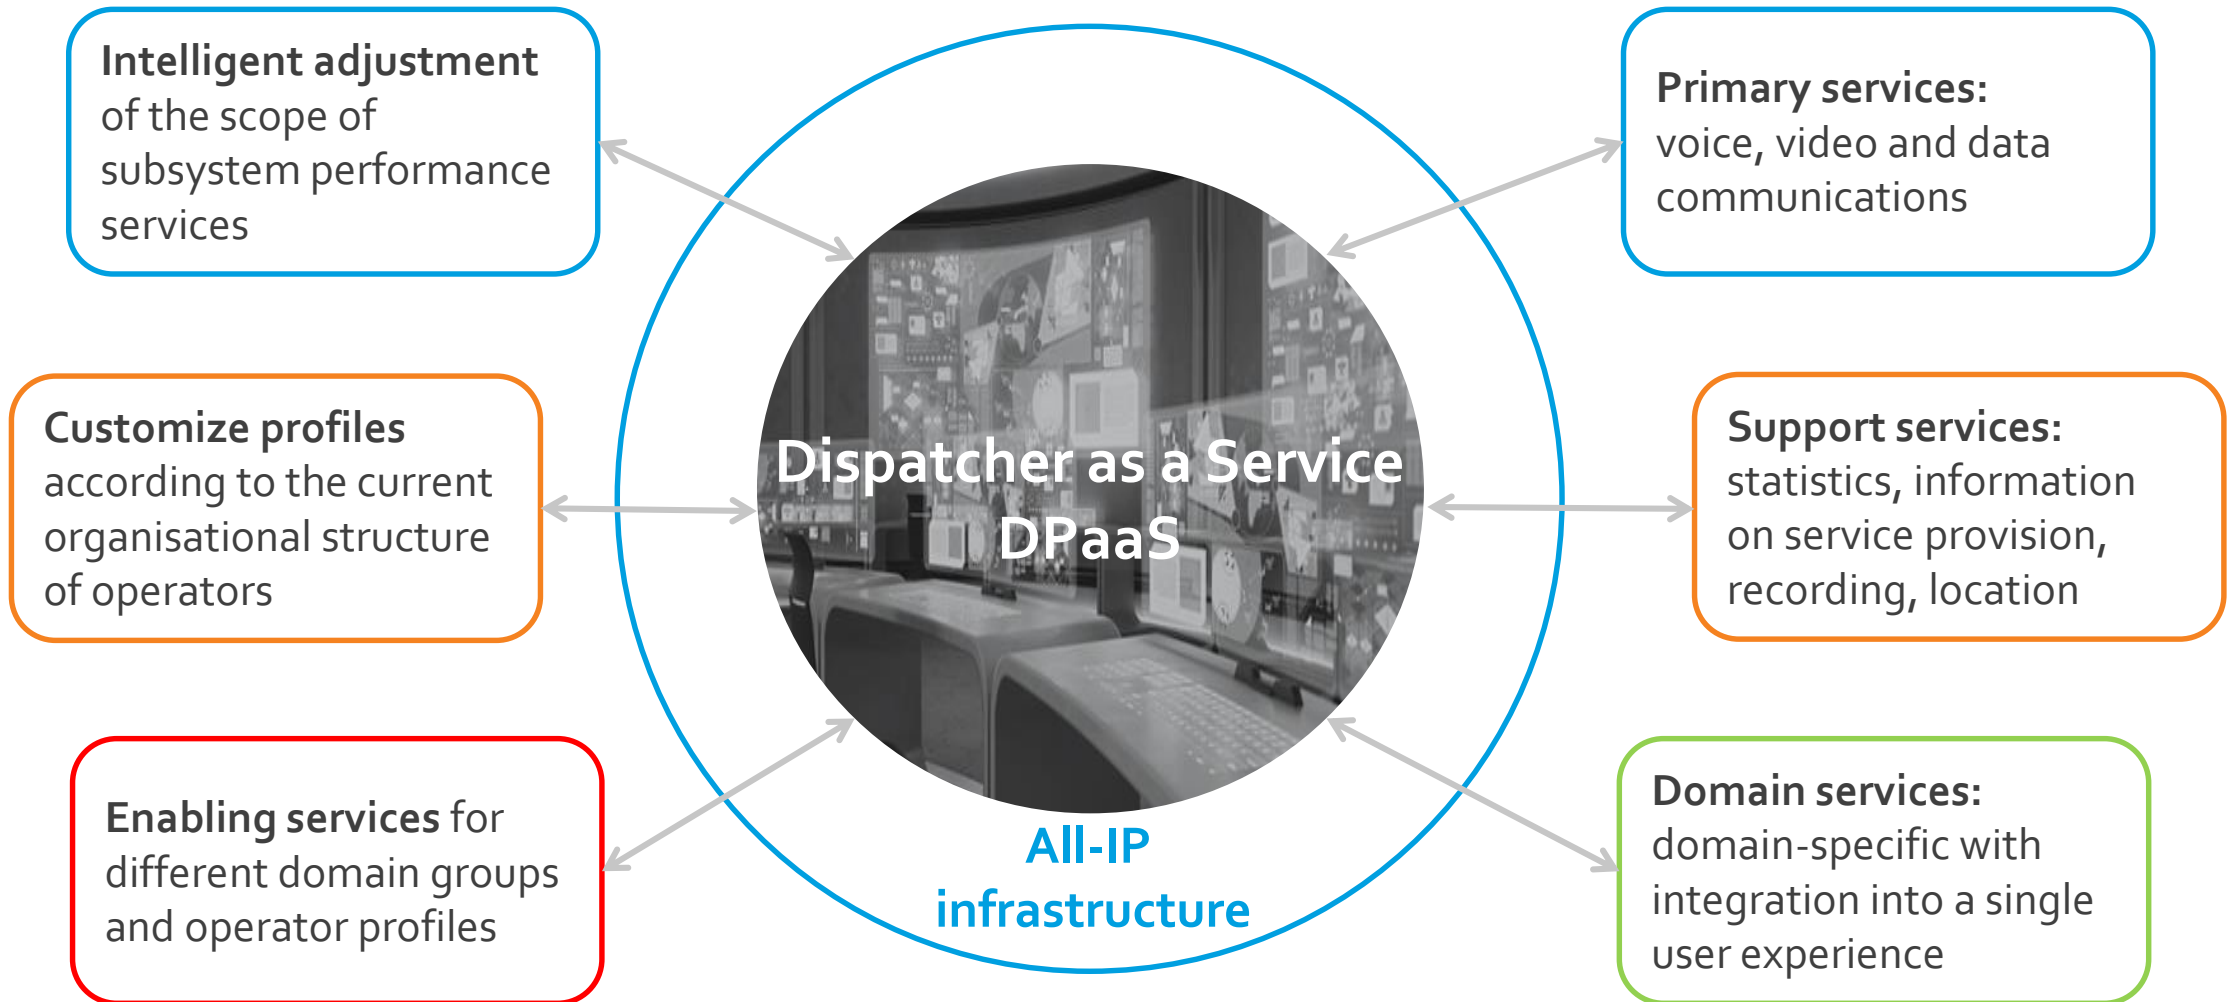 Intelligent adjustment
of the scope of
subsystem performance
services
Customize profiles
according to the current
organisational structure
of operators
Enabling services for
different domain groups
and operator profiles
Dispatcher as a Service
DPaaS
All-IP
infrastructure
Primary services:
voice, video and data
communications
Support services:
statistics, information
on service provision,
recording, location
Domain services:
domain-specific with
integration into a single
user experience